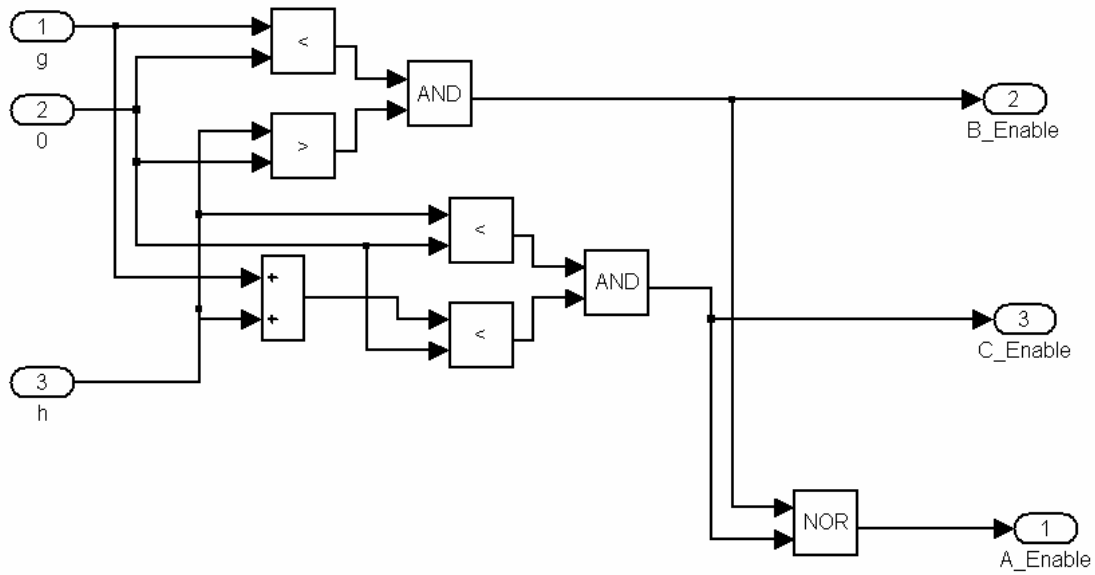 1
g
<
AND
2
B_Enable
2
0
>
<
AND
+
+
<
3
C_Enable
3
h
NOR
1
A_Enable